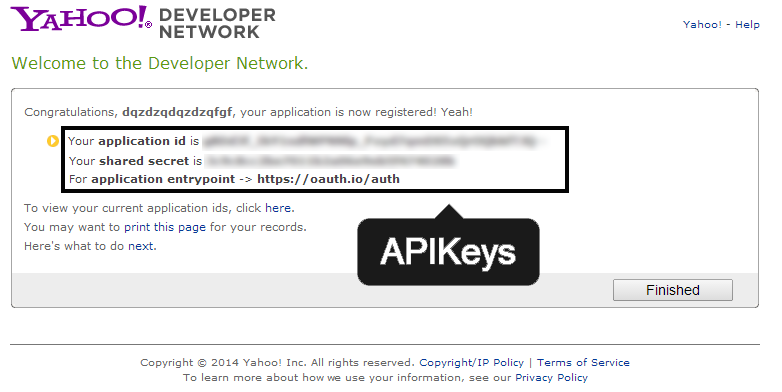 YAHOO! DEVELOPER
NETWORK
Yahoo! - Help
Welcome to the Developer Network.
Congratulations, dqzdzqdqzdzqfgf, your application is now registered! Yeah!
Your application id is
Your shared secret is
For application entrypoint -> https://oauth.io/auth
To view your current application ids, click here.
You may want to print this page for your records.
Here's what to do next.
APIKeys
Finished
Copyright © 2014 Yahoo! Inc. All rights reserved. Copyright/IP Policy | Terms of Service
To learn more about how we use your information, see our Privacy Policy